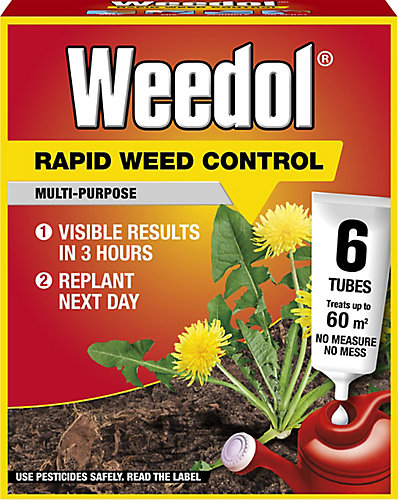 Weedol®
RAPID WEED CONTROL
MULTI-PURPOSE
1 VISIBLE RESULTS
IN 3 HOURS
2 REPLANT
NEXT DAY
6
TUBES
Treats up to
60 m²
NO MEASURE
NO MESS
USE PESTICIDES SAFELY. READ THE LABEL